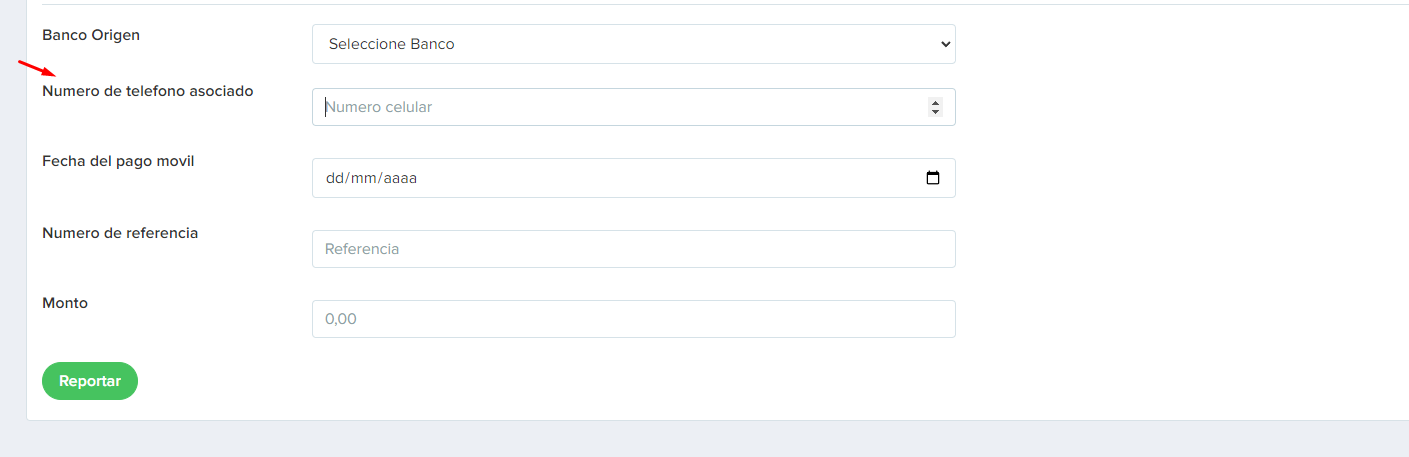 Banco Origen
Seleccione Banco
Numero de telefono asociado
Numero celular
Fecha del pago movil
dd/mm/aaaa
Numero de referencia
Referencia
Monto
0,00
Reportar